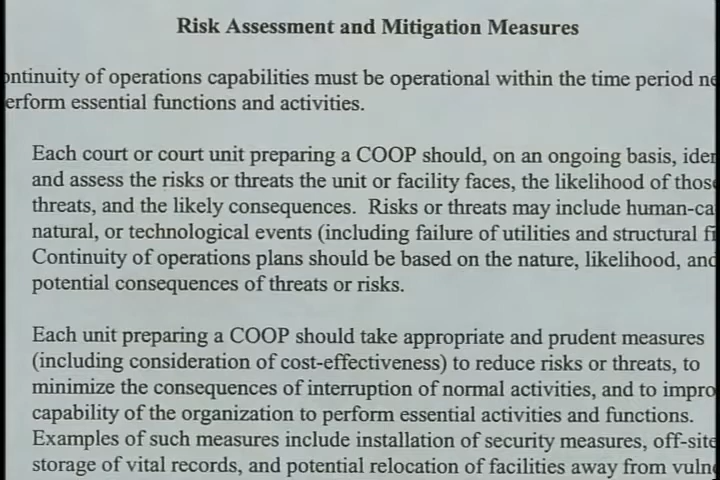 Risk Assessment and Mitigation Measures
ontinuity of operations capabilities must be operational within the time period ne
erform essential functions and activities.
Each court or court unit preparing a COOP should, on an ongoing basis, iden
and assess the risks or threats the unit or facility faces, the likelihood of those
threats, and the likely consequences. Risks or threats may include human-ca
natural, or technological events (including failure of utilities and structural fi
Continuity of operations plans should be based on the nature, likelihood, and
potential consequences of threats or risks.
Each unit preparing a COOP should take appropriate and prudent measures
(including consideration of cost-effectiveness) to reduce risks or threats, to
minimize the consequences of interruption of normal activities, and to impro
capability of the organization to perform essential activities and functions.
Examples of such measures include installation of security measures, off-site
storage of vital records, and potential relocation of facilities away from vulne